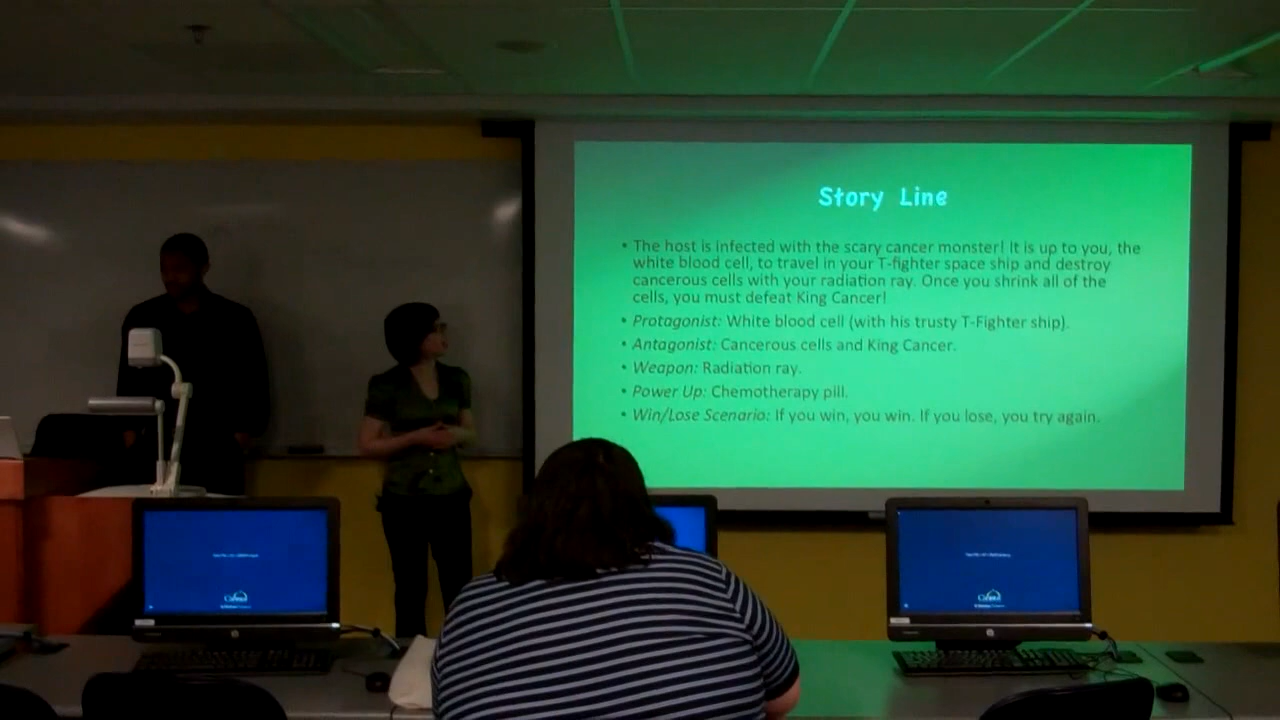 Story Line
• The host is infected with the scary cancer monster! It is up to you, the
white blood cell, to travel in your T-fighter space ship and destroy
cancerous cells with your radiation ray. Once you shrink all of the
cells, you must defeat King Cancer!
• Protagonist: White blood cell (with his trusty T-Fighter ship).
• Antagonist: Cancerous cells and King Cancer.
• Weapon: Radiation ray.
• Power Up: Chemotherapy pill.
• Win/Lose Scenario: If you win, you win. If you lose, you try again.